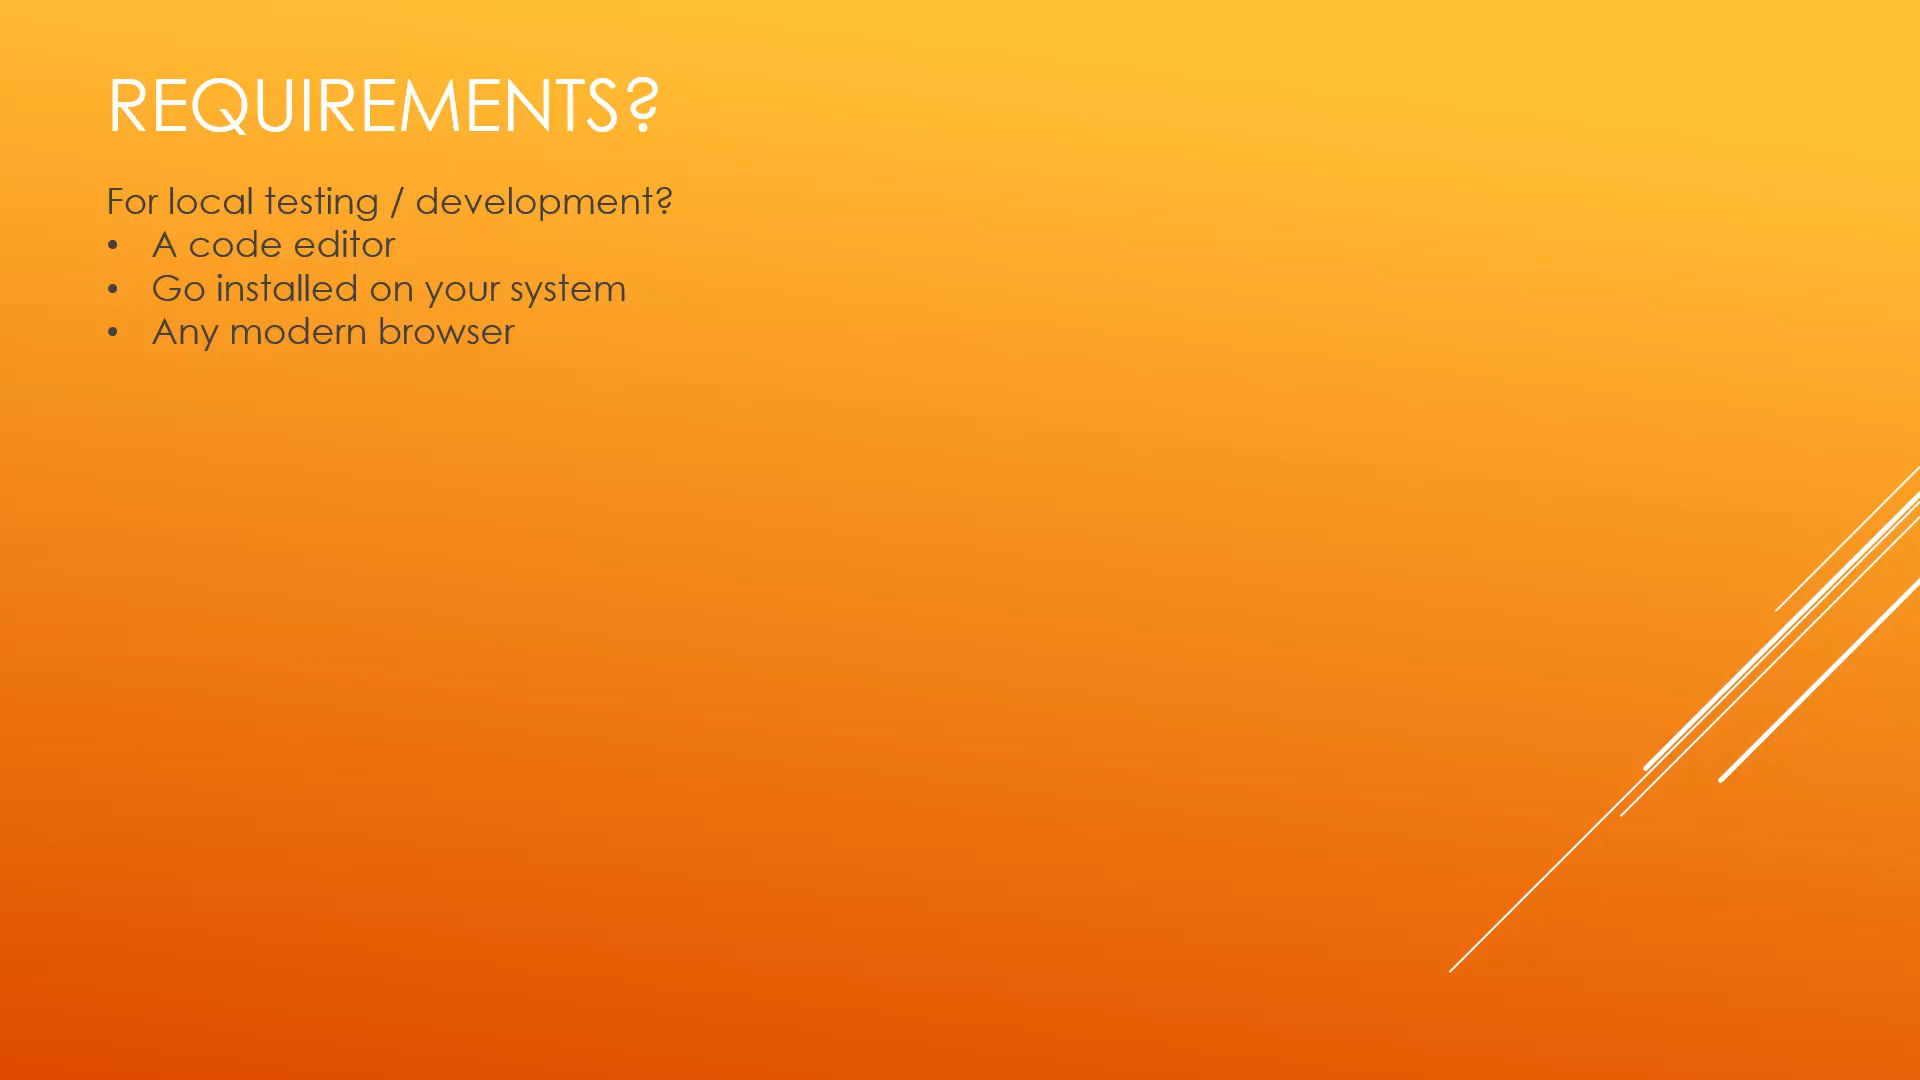 REQUIREMENTS?
For local testing / development?
• A code editor
• Go installed on your system
• Any modern browser